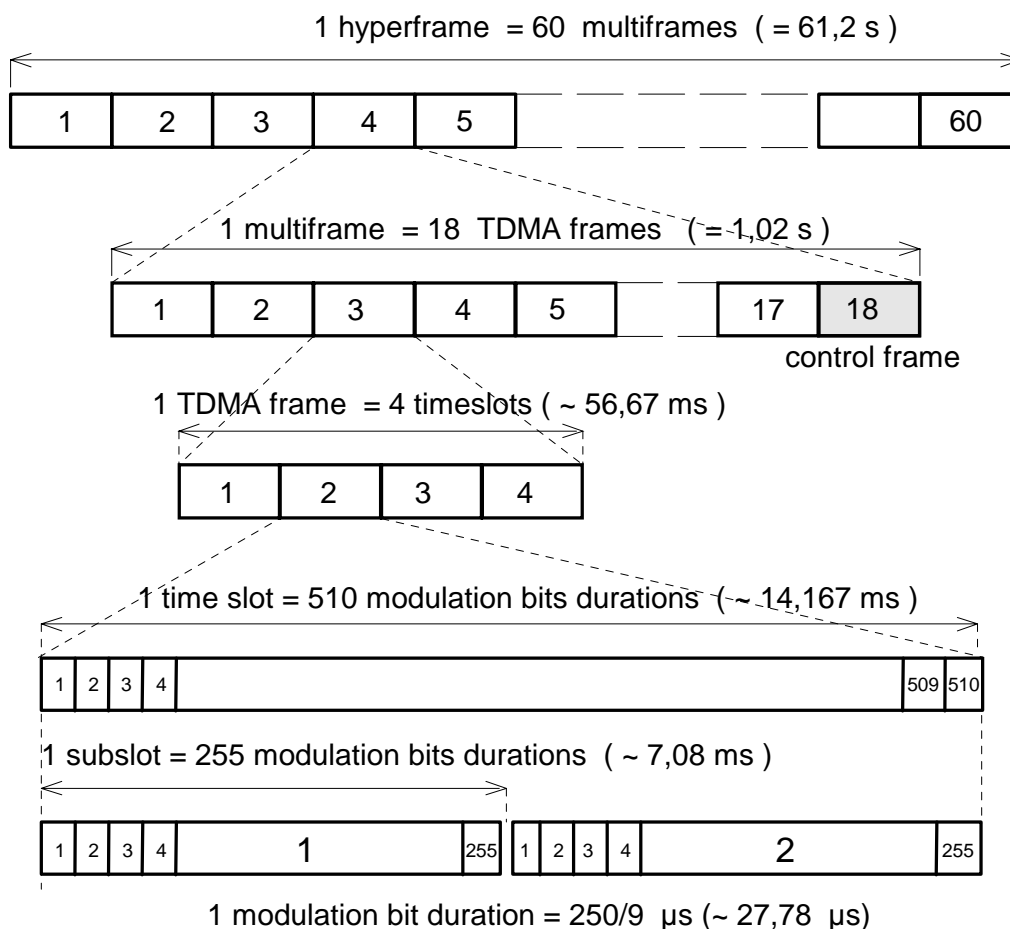 1 hyperframe = 60 multiframes ( = 61,2 s )
1 2 3 4 5 60
1 multiframe = 18 TDMA frames ( = 1,02 s )
1 2 3 4 5 17 18
control frame
1 TDMA frame = 4 timeslots ( ~ 56,67 ms )
1 2 3 4
1 time slot = 510 modulation bits durations ( ~ 14,167 ms )
1 2 3 4 509 510
1 subslot = 255 modulation bits durations ( ~ 7,08 ms )
1 2 3 4 1 255 1 2 3 4 2 255
1 modulation bit duration = 250/9 µs (~ 27,78 µs)